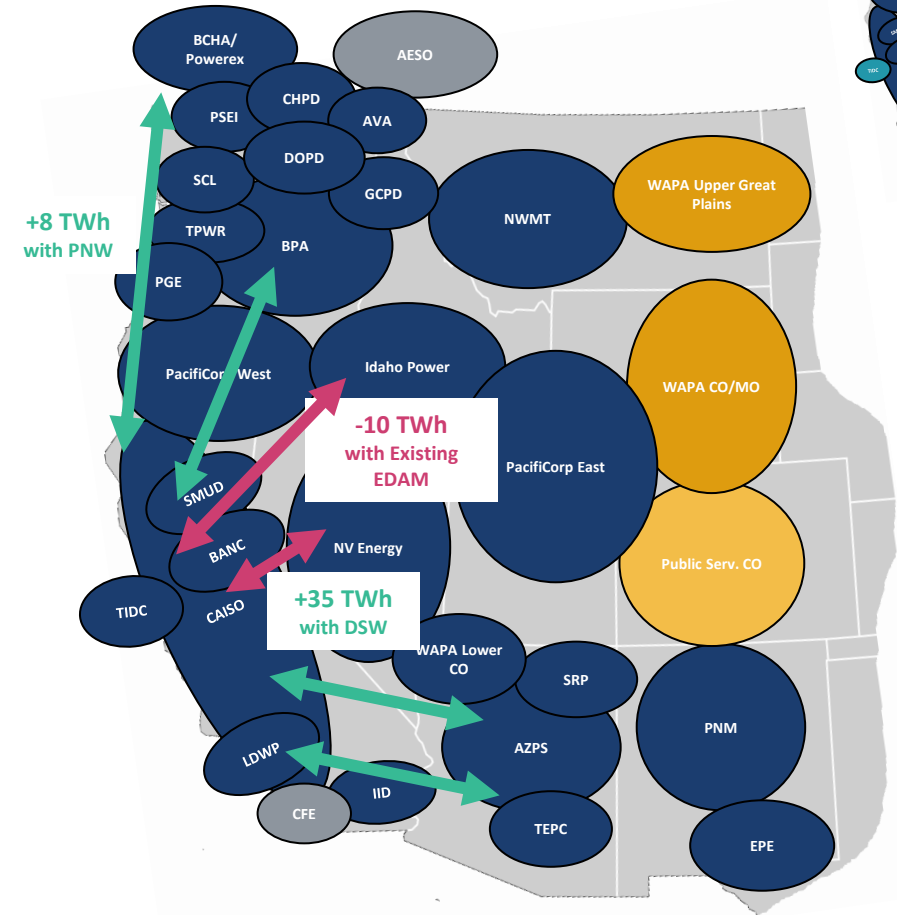 BCHA/
Powerex
AESO
CHPD
PSEI
AVA
DOPD
SCL
GCPD
WAPA Upper Great
Plains
NWMT
+8 TWh
with PNW
TPWR
BPA
PGE
PacifiCorp West
Idaho Power
WAPA CO/MO
-10 TWh
with Existing
EDAM
PacifiCorp East
SMUD
BANC
NV Energy
Public Serv. CO
+35 TWh
with DSW
TIDC
CAISO
WAPA Lower
CO
SRP
AZPS
PNM
LDWP
IID
CFE
TEPC
EPE
TIDC